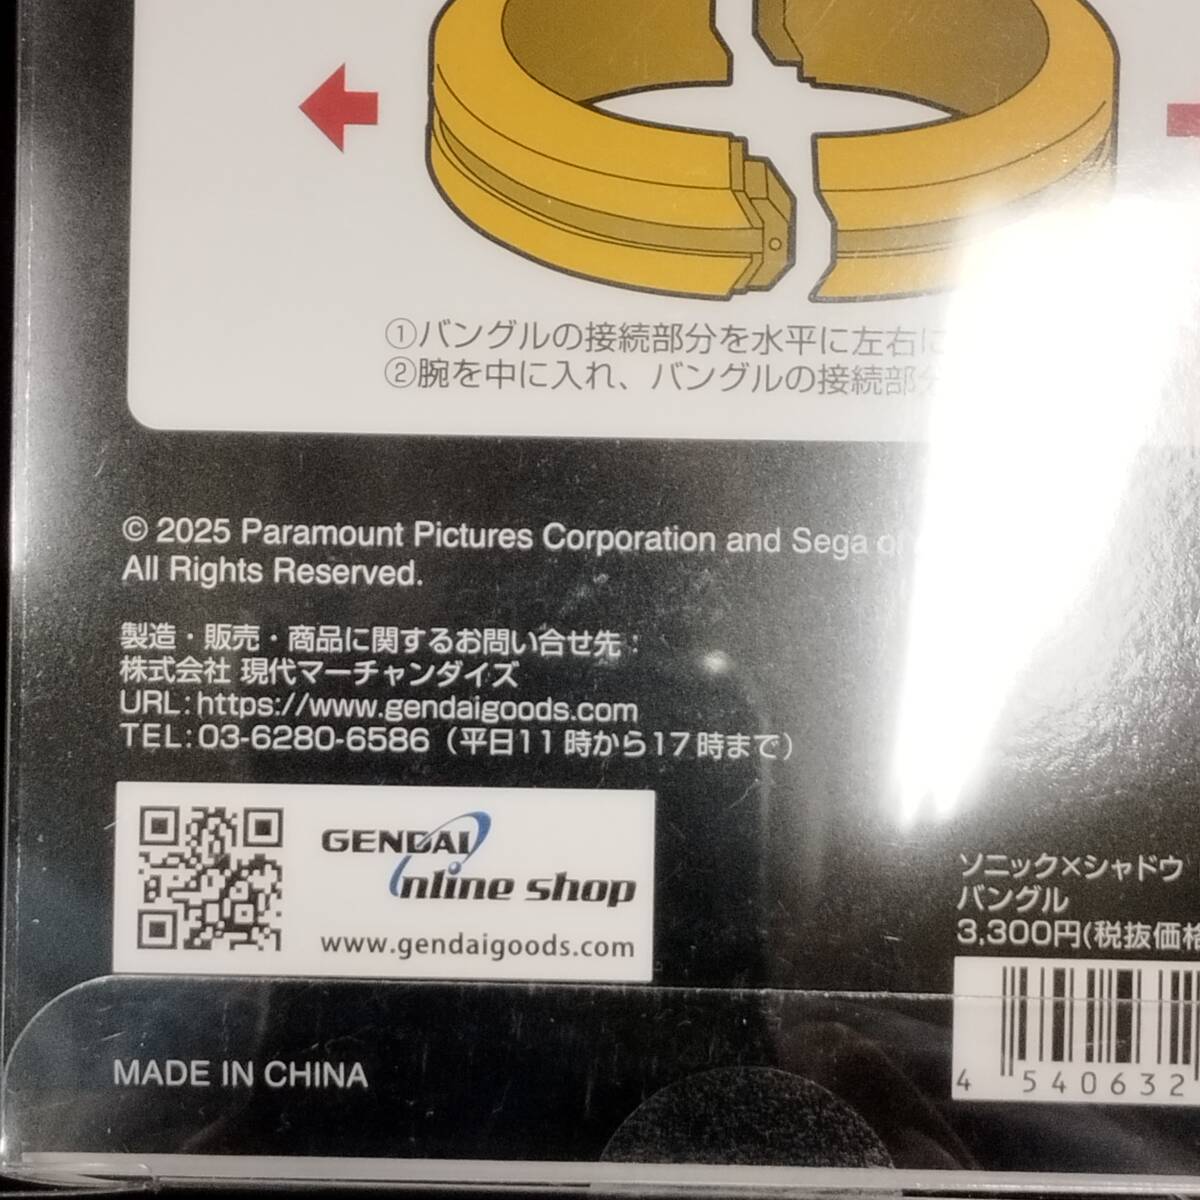 ①バングルの接続部分を水平に左右に
②腕を中に入れ、バングルの接続部分
© 2025 Paramount Pictures Corporation and Sega
All Rights Reserved.
製造・販売・商品に関するお問い合せ先：
株式会社 現代マーチャンダイズ
URL：https://www.gendaigoods.com
TEL：03-6280-6586（平日11時から17時まで）
GENDAI
Online shop
www.gendaigoods.com
ソニック×シャドウ
バングル
3,300円(税抜価格
4 540632
MADE IN CHINA